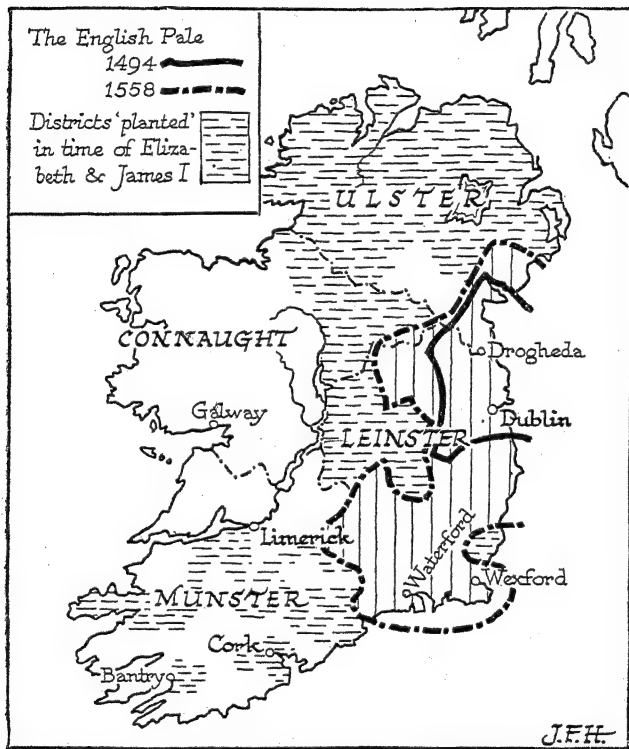 The English Pale
1494
1558
Districts 'planted'
in time of Eliza-
beth & James I
ULSTER
CONNAUGHT
Drogheda
Galway
Dublin
LEINSTER
Limerick
Waterford
Wexford
MUNSTER
Cork
Bantry
J.F.H.